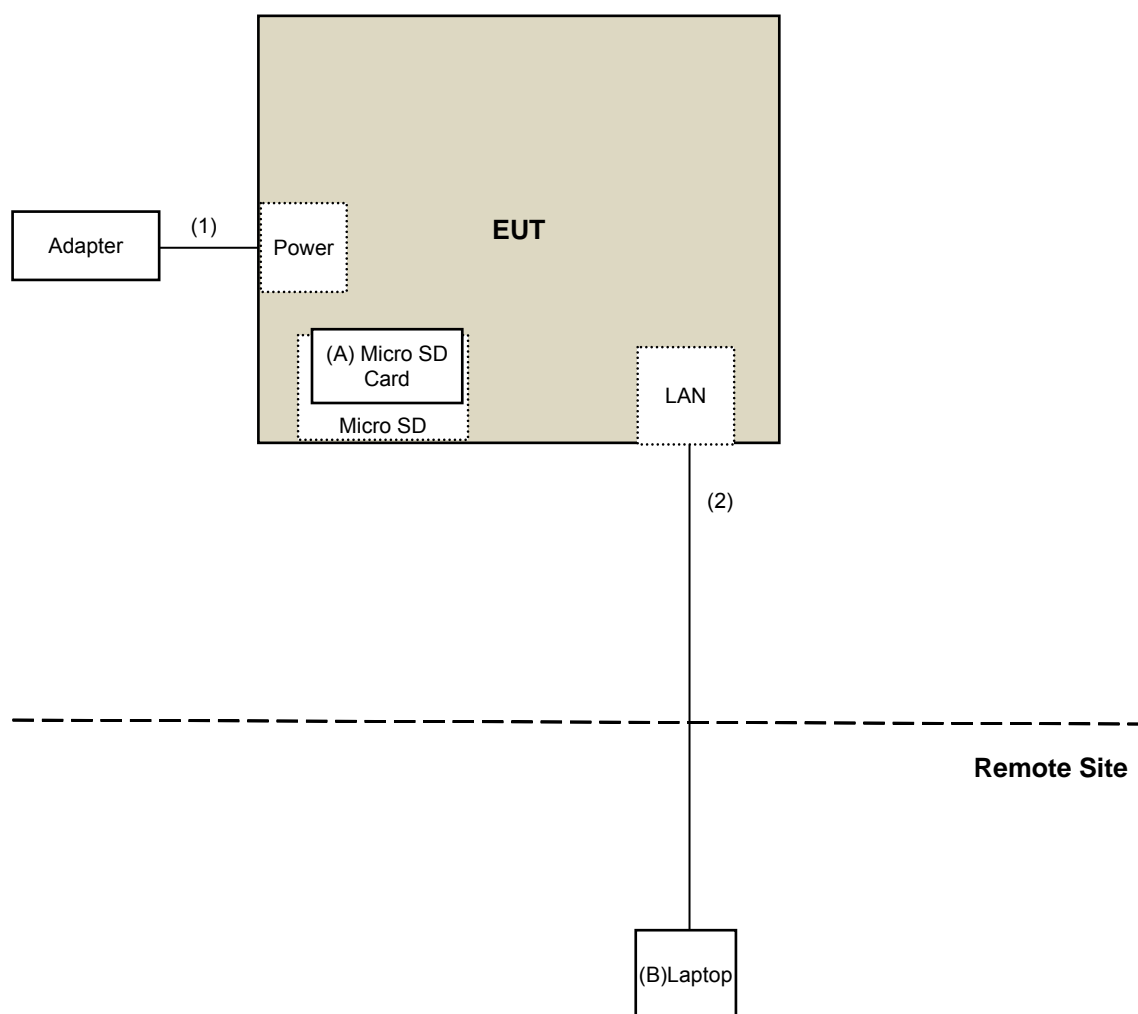 EUT
(1)
Adapter
Power
(A) Micro SD
Card
Micro SD
LAN
(2)
Remote Site
(B)Laptop